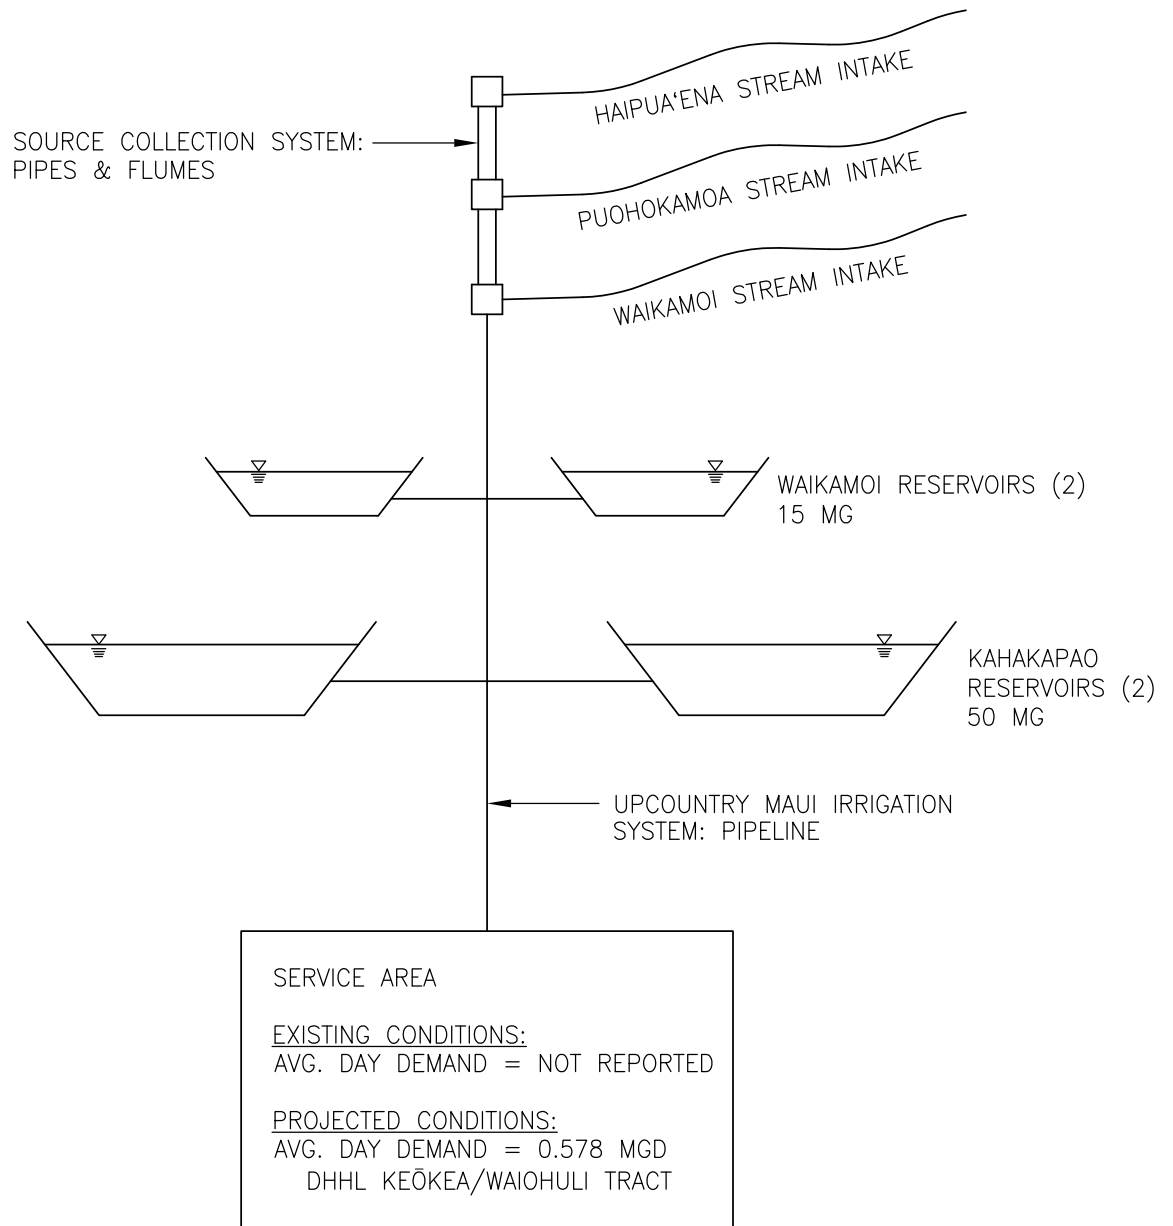 HAIPUAʻENA STREAM INTAKE
SOURCE COLLECTION SYSTEM:
PIPES & FLUMES
PUOHOKAMOA STREAM INTAKE
WAIKAMOI STREAM INTAKE
WAIKAMOI RESERVOIRS (2)
15 MG
KAHAKAPAO
RESERVOIRS (2)
50 MG
UPCOUNTRY MAUI IRRIGATION
SYSTEM: PIPELINE
SERVICE AREA
EXISTING CONDITIONS:
AVG. DAY DEMAND = NOT REPORTED
PROJECTED CONDITIONS:
AVG. DAY DEMAND = 0.578 MGD
DHHL KEŌKEA/WAIOHULI TRACT